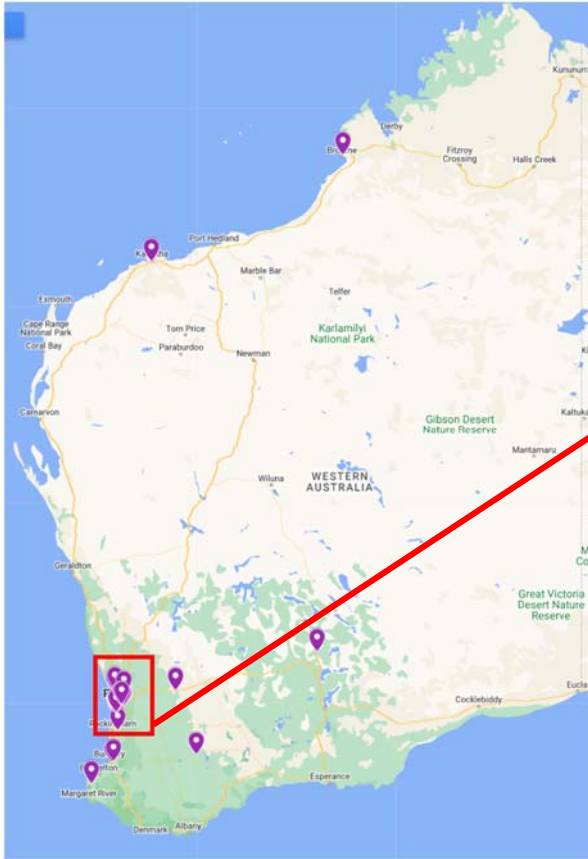 Kununurra
Derby
Fitzroy
Crossing
Halls Creek
Port Hedland
Marble Bar
Telfer
Exmouth
Cape Range
National Park
Coral Bay
Tom Price
Paraburdoo
Karlamilyi
National Park
Newman
Carnarvon
Gibson Desert
Nature Reserve
Mantamaru
Wiluna
WESTERN
AUSTRALIA
Geraldton
Great Victoria
Desert Nature
Reserve
Eucla
Cocklebiddy
Esperance
Margaret River
Denmark
Albany